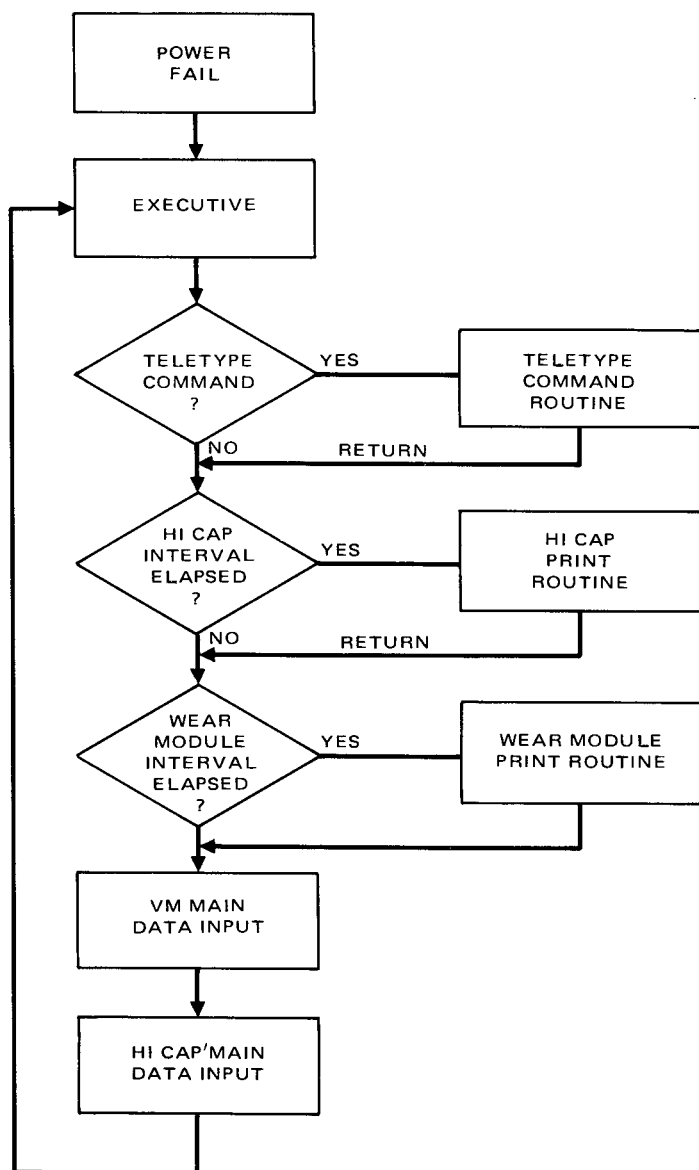 POWER
FAIL
EXECUTIVE
TELETYPE
COMMAND
?
YES
TELETYPE
COMMAND
ROUTINE
NO
RETURN
HI CAP
INTERVAL
ELAPSED
?
YES
HI CAP
PRINT
ROUTINE
NO
RETURN
WEAR
MODULE
INTERVAL
ELAPSED
?
YES
WEAR MODULE
PRINT ROUTINE
VM MAIN
DATA INPUT
HI CAP'MAIN
DATA INPUT